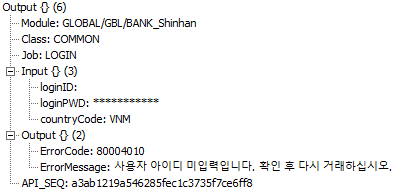 Output {} (6)
Module: GLOBAL/GBL/BANK_Shinhan
Class: COMMON
Job: LOGIN
Input {} (3)
loginID:
loginPWD: ***********
countryCode: VNM
Output {} (2)
ErrorCode: 80004010
ErrorMessage: 사용자 아이디 미입력입니다. 확인 후 다시 거래하십시오.
API_SEQ: a3ab1219a546285fec1c3735f7ce6ff8